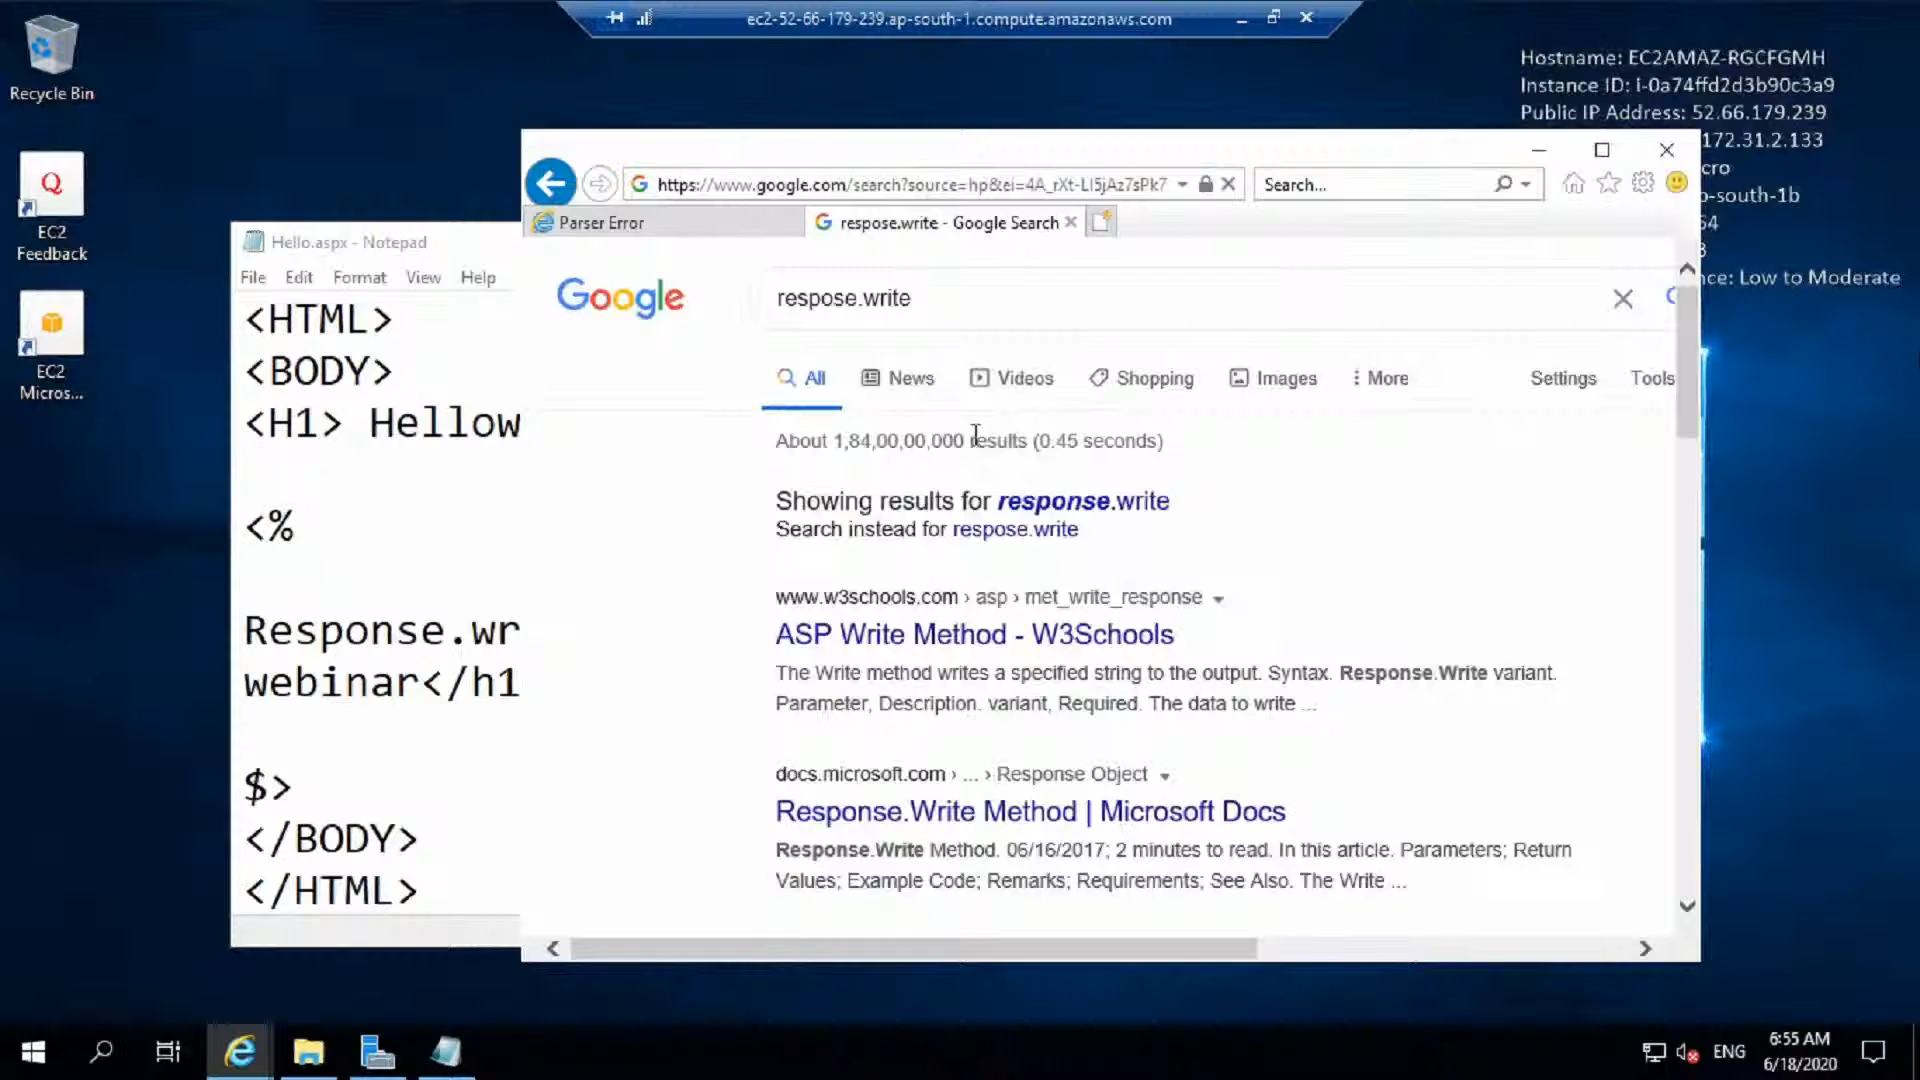 ec2-52-66-179-239.ap-south-1.compute.amazonaws.com
Recycle Bin
EC2
Feedback
EC2
Micros...
Hostname: EC2AMAZ-RGCFGMH
Instance ID: i-0a74ffd2d3b90c3a9
Public IP Address: 52.66.179.239
172.31.2.133
cro
o-south-1b
64
nce: Low to Moderate
Hello.aspx - Notepad
File Edit Format View Help
<HTML>
<BODY>
<H1> Hellow
<%
Response.wr
webinar</h1
$>
</BODY>
</HTML>
https://www.google.com/search?source=hp&ei=4A_rXt-LI5jAz7sPk7
Search...
Parser Error
respose.write - Google Search
Google
respose.write
All News Videos Shopping Images More Settings Tools
About 1,84,00,00,000 results (0.45 seconds)
Showing results for response.write
Search instead for respose.write
www.w3schools.com › asp › met_write_response
ASP Write Method - W3Schools
The Write method writes a specified string to the output. Syntax. Response.Write variant.
Parameter, Description. variant, Required. The data to write ...
docs.microsoft.com › ... › Response Object
Response.Write Method | Microsoft Docs
Response.Write Method. 06/16/2017; 2 minutes to read. In this article. Parameters; Return
Values; Example Code; Remarks; Requirements; See Also. The Write ...
ENG
6:55 AM
6/18/2020